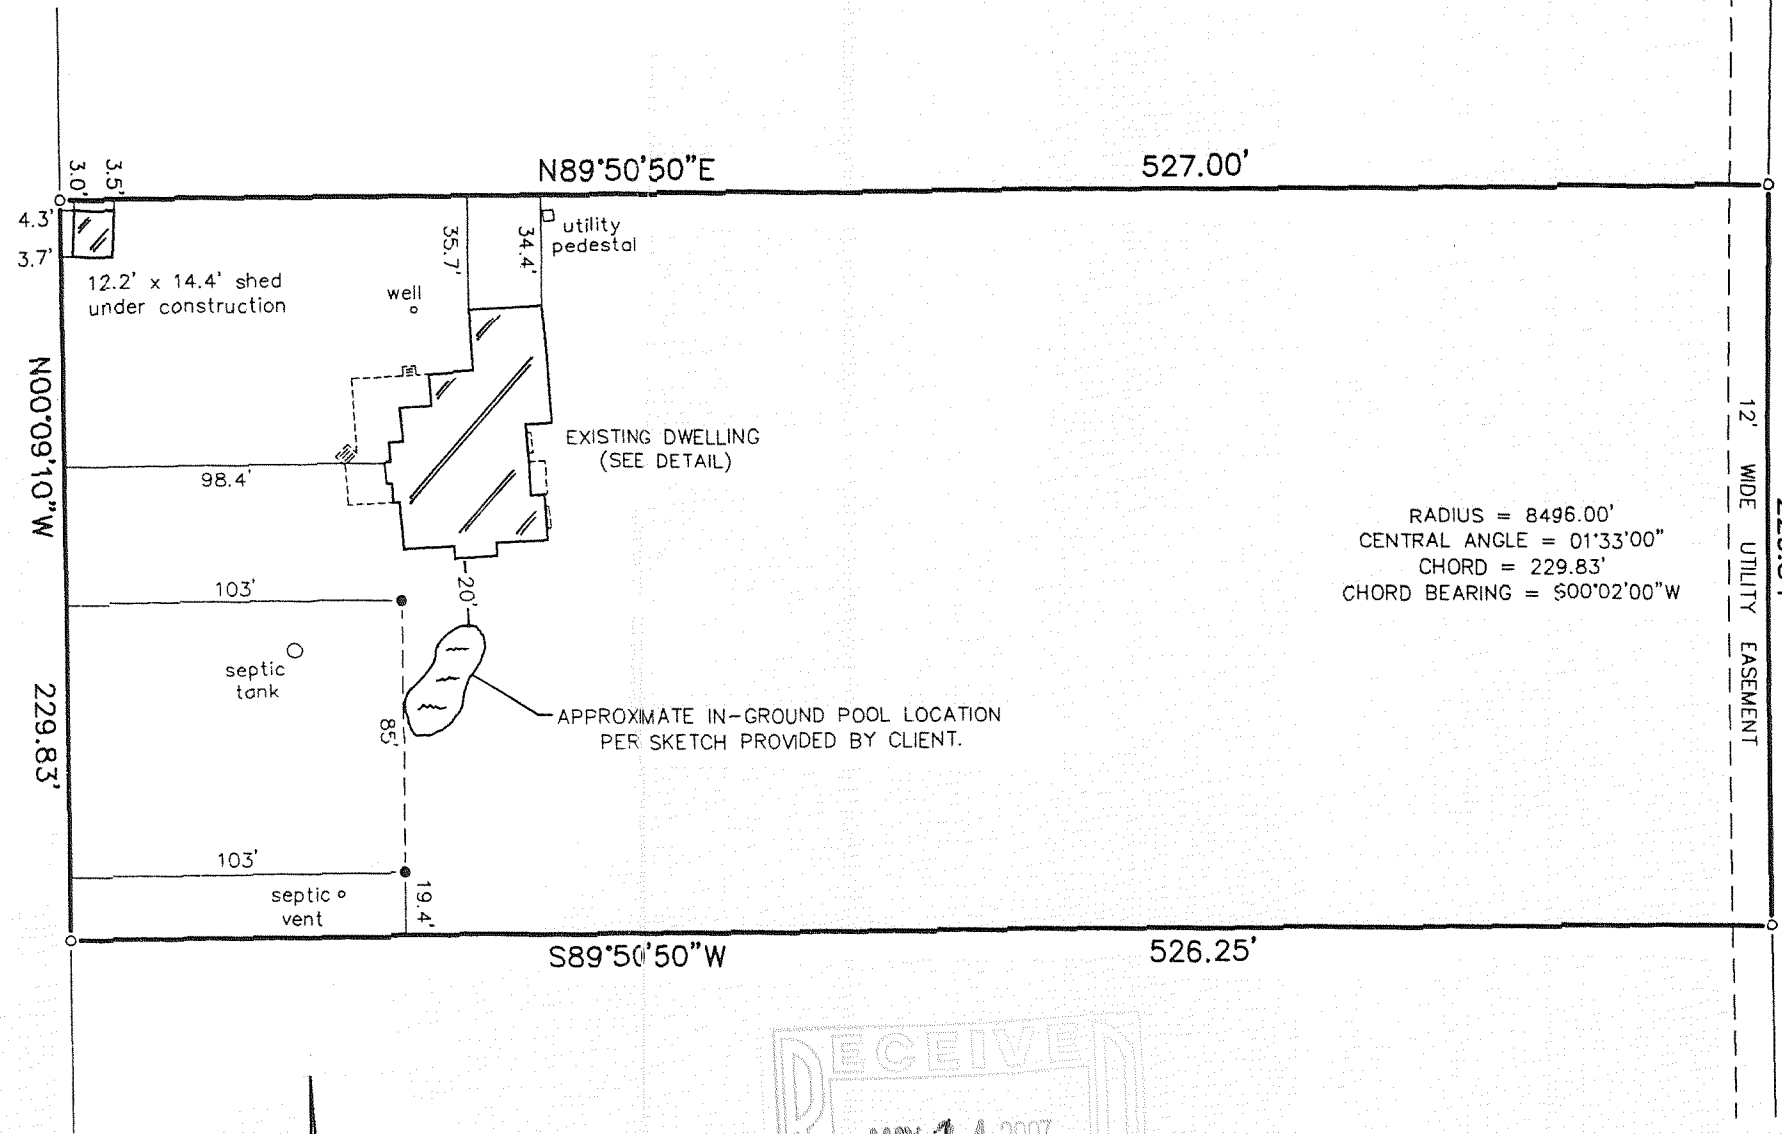 N89°50'50"E
527.00'
3.0'
3.5'
4.3'
3.7'
12.2' x 14.4' shed
under construction
35.7'
34.4'
utility
pedestal
well
N00°09'10"W
229.83'
98.4'
EXISTING DWELLING
(SEE DETAIL)
RADIUS = 8496.00'
CENTRAL ANGLE = 01°33'00"
CHORD = 229.83'
CHORD BEARING = S00°02'00"W
12' WIDE UTILITY EASEMENT
103'
20'
septic
tank
85'
APPROXIMATE IN-GROUND POOL LOCATION
PER SKETCH PROVIDED BY CLIENT.
103'
septic
vent
19.4'
S89°50'50"W
526.25'
RECEIVED
2007